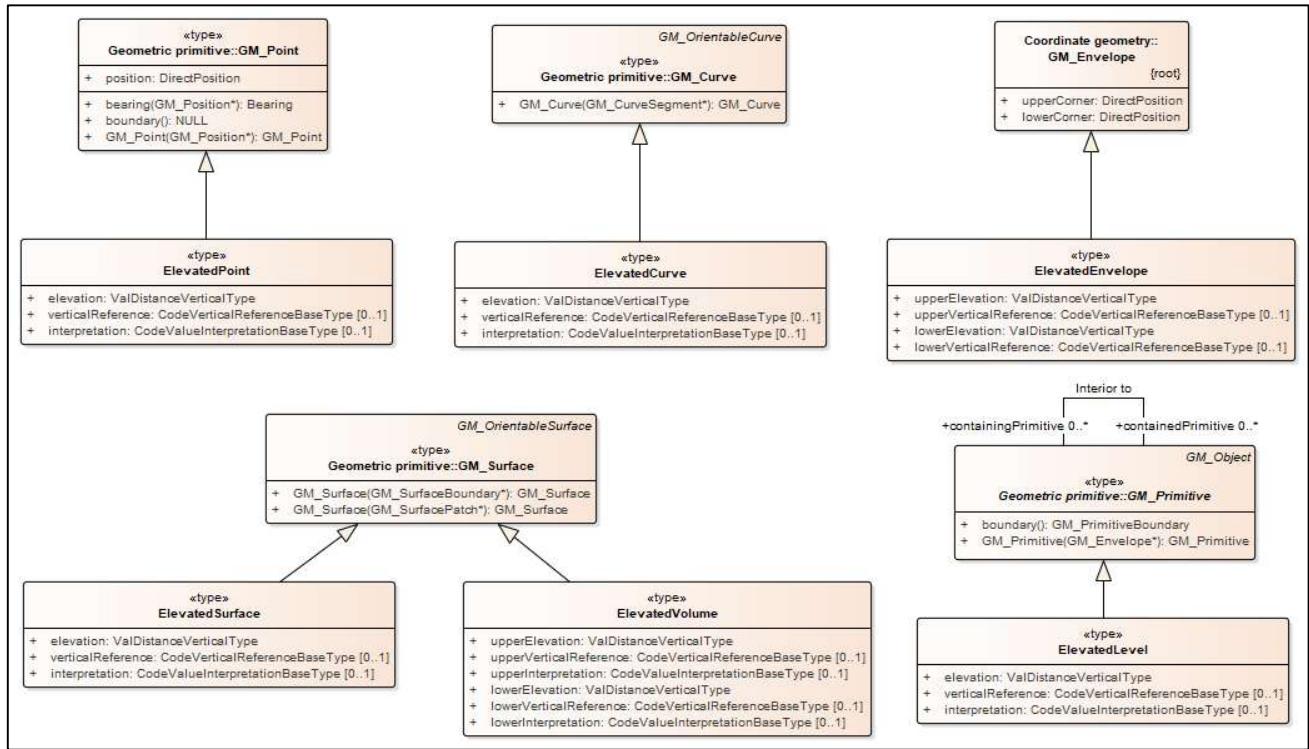 «type»
Geometric primitive::GM_Point
+ position: DirectPosition
+ bearing(GM_Position*): Bearing
+ boundary(): NULL
+ GM_Point(GM_Position*): GM_Point
GM_OrientableCurve
«type»
Geometric primitive::GM_Curve
+ GM_Curve(GM_CurveSegment*): GM_Curve
Coordinate geometry::
GM_Envelope
{root}
+ upperCorner: DirectPosition
+ lowerCorner: DirectPosition
«type»
ElevatedPoint
+ elevation: ValDistanceVerticalType
+ verticalReference: CodeVerticalReferenceBaseType [0..1]
+ interpretation: CodeValueInterpretationBaseType [0..1]
«type»
ElevatedCurve
+ elevation: ValDistanceVerticalType
+ verticalReference: CodeVerticalReferenceBaseType [0..1]
+ interpretation: CodeValueInterpretationBaseType [0..1]
«type»
ElevatedEnvelope
+ upperElevation: ValDistanceVerticalType
+ upperVerticalReference: CodeVerticalReferenceBaseType [0..1]
+ lowerElevation: ValDistanceVerticalType
+ lowerVerticalReference: CodeVerticalReferenceBaseType [0..1]
GM_OrientableSurface
«type»
Geometric primitive::GM_Surface
+ GM_Surface(GM_SurfaceBoundary*): GM_Surface
+ GM_Surface(GM_SurfacePatch*): GM_Surface
Interior to
+containingPrimitive 0..* +containedPrimitive 0..*
GM_Object
«type»
Geometric primitive::GM_Primitive
+ boundary(): GM_PrimitiveBoundary
+ GM_Primitive(GM_Envelope*): GM_Primitive
«type»
ElevatedSurface
+ elevation: ValDistanceVerticalType
+ verticalReference: CodeVerticalReferenceBaseType [0..1]
+ interpretation: CodeValueInterpretationBaseType [0..1]
«type»
ElevatedVolume
+ upperElevation: ValDistanceVerticalType
+ upperVerticalReference: CodeVerticalReferenceBaseType [0..1]
+ upperInterpretation: CodeValueInterpretationBaseType [0..1]
+ lowerElevation: ValDistanceVerticalType
+ lowerVerticalReference: CodeVerticalReferenceBaseType [0..1]
+ lowerInterpretation: CodeValueInterpretationBaseType [0..1]
«type»
ElevatedLevel
+ elevation: ValDistanceVerticalType
+ verticalReference: CodeVerticalReferenceBaseType [0..1]
+ interpretation: CodeValueInterpretationBaseType [0..1]